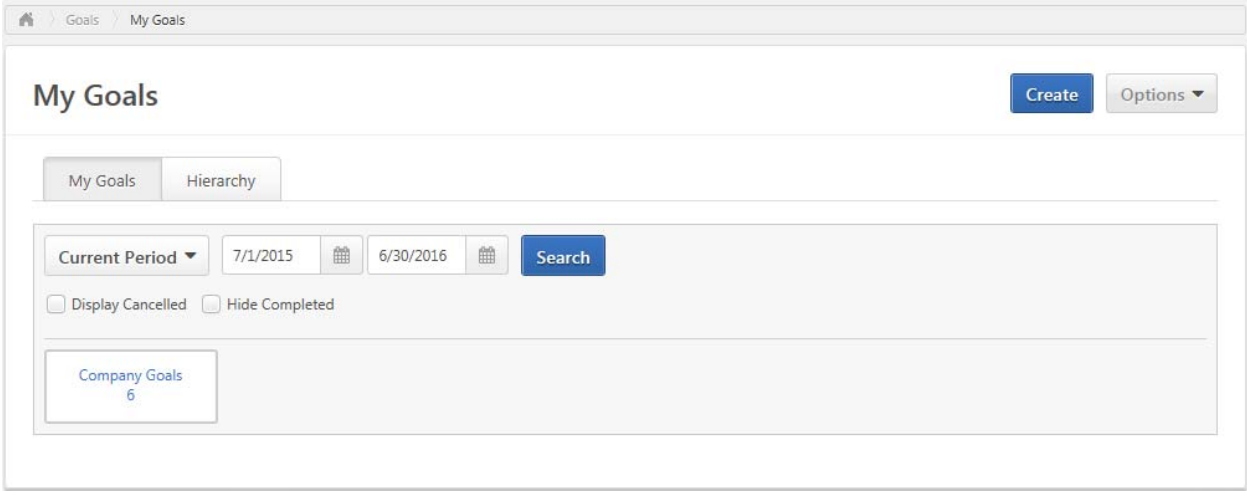 Goals My Goals
My Goals
Create Options
My Goals Hierarchy
Current Period 7/1/2015 6/30/2016 Search
Display Cancelled Hide Completed
Company Goals
6